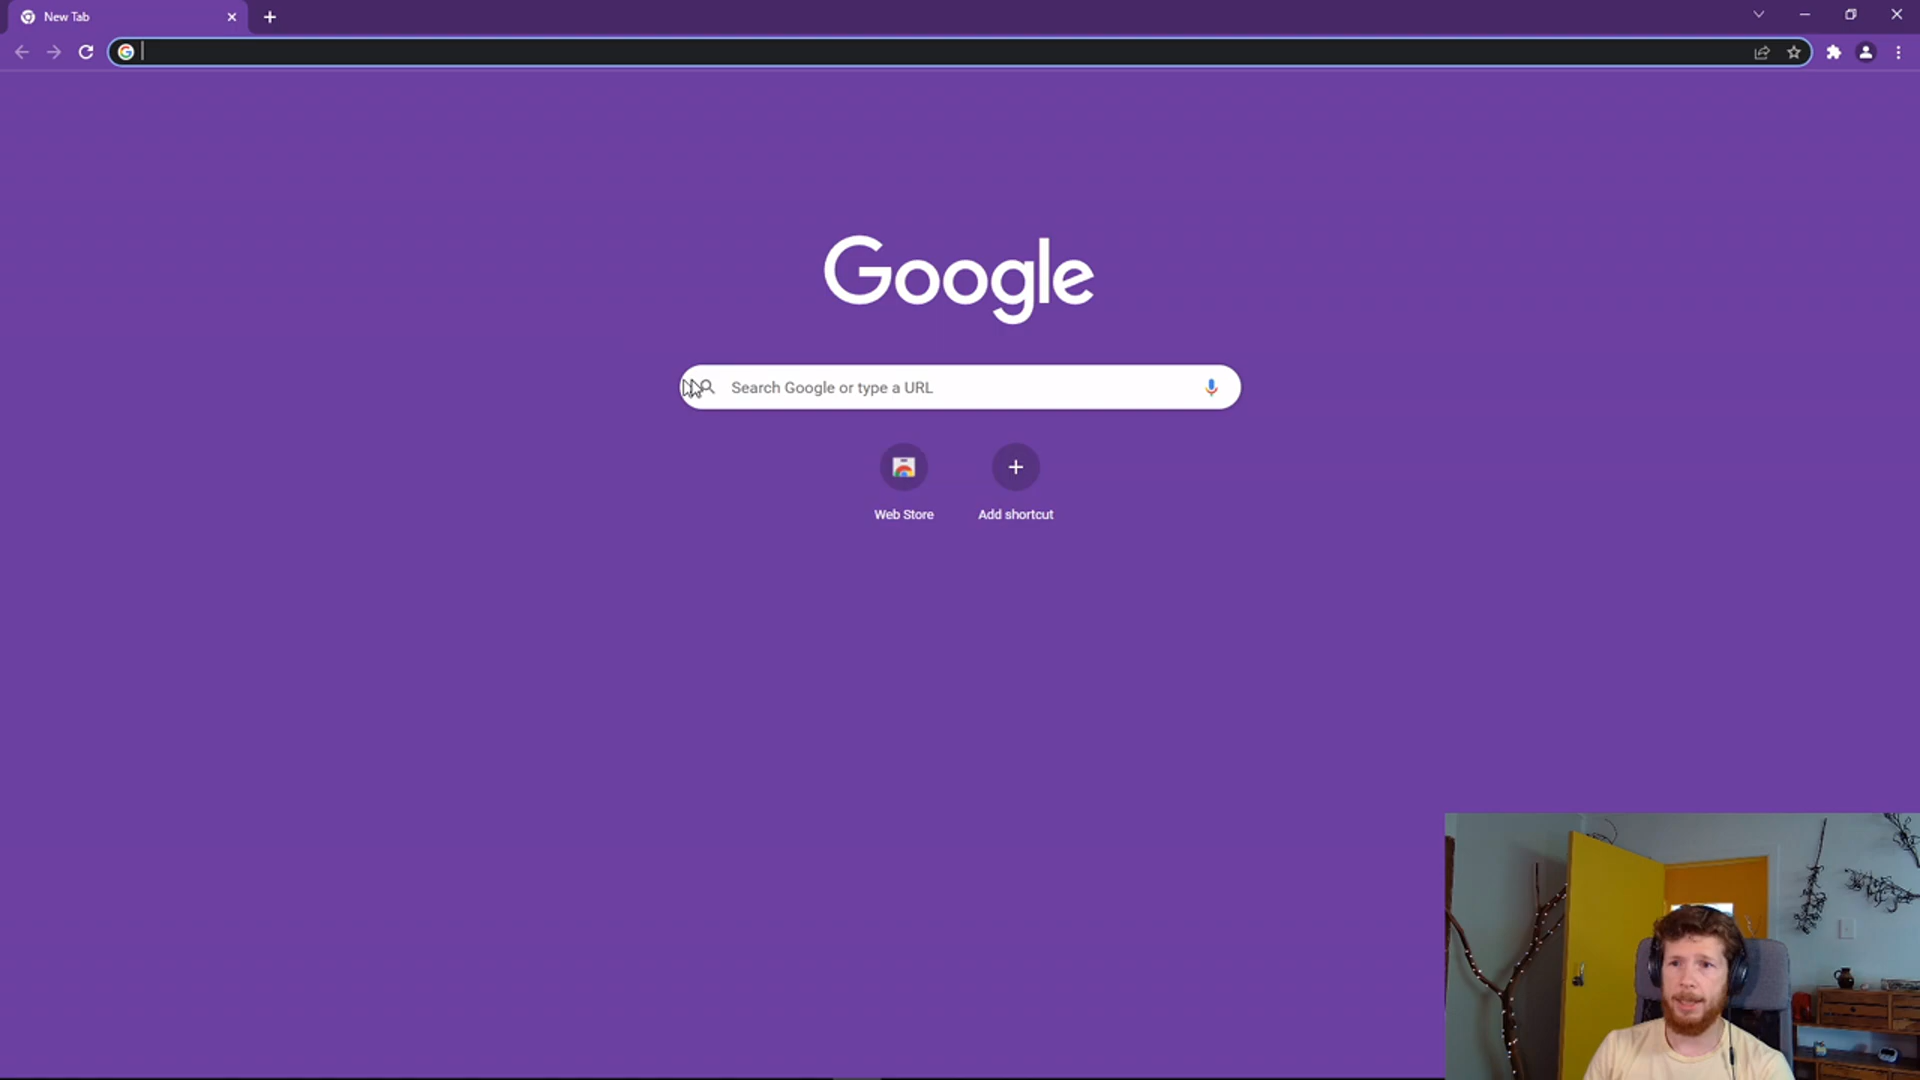 New Tab
Google
Search Google or type a URL
Web Store
Add shortcut